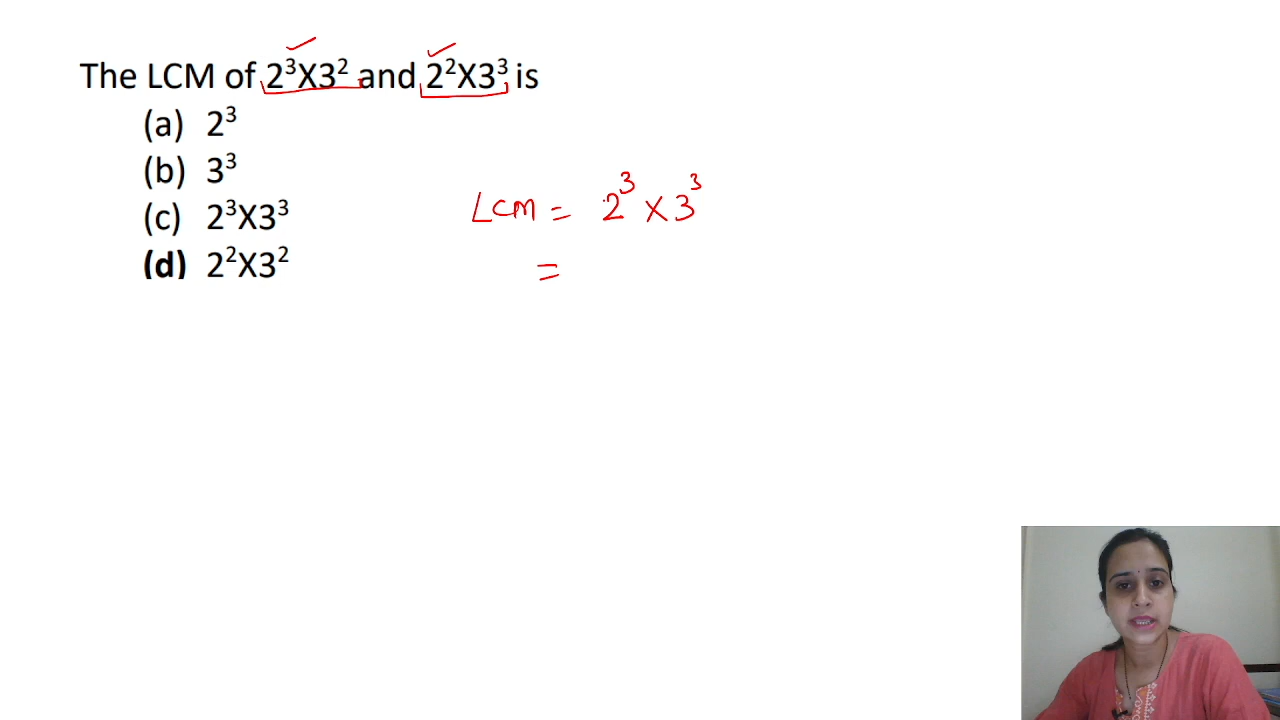 The LCM of 2³X3² and 2²X3³ is
(a) 2³
(b) 3³
(c) 2³X3³
(d) 2²X3²
LCM = 2³ X 3³
=